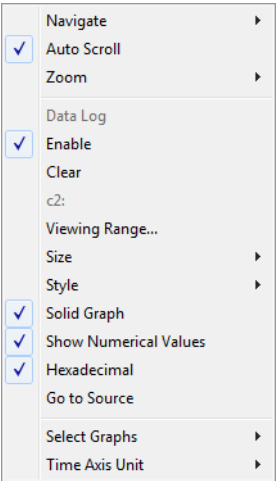 Navigate
Auto Scroll
Zoom
Data Log
Enable
Clear
c2:
Viewing Range...
Size
Style
Solid Graph
Show Numerical Values
Hexadecimal
Go to Source
Select Graphs
Time Axis Unit